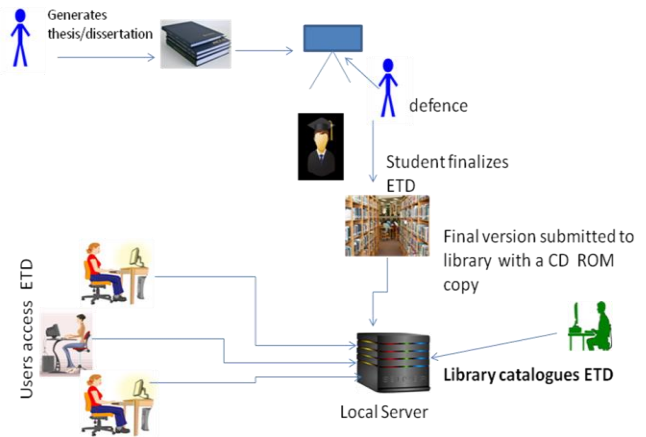 Generates
thesis/dissertation
defence
Student finalizes
ETD
Final version submitted to
library with a CD ROM
copy
Users access ETD
Library catalogues ETD
Local Server